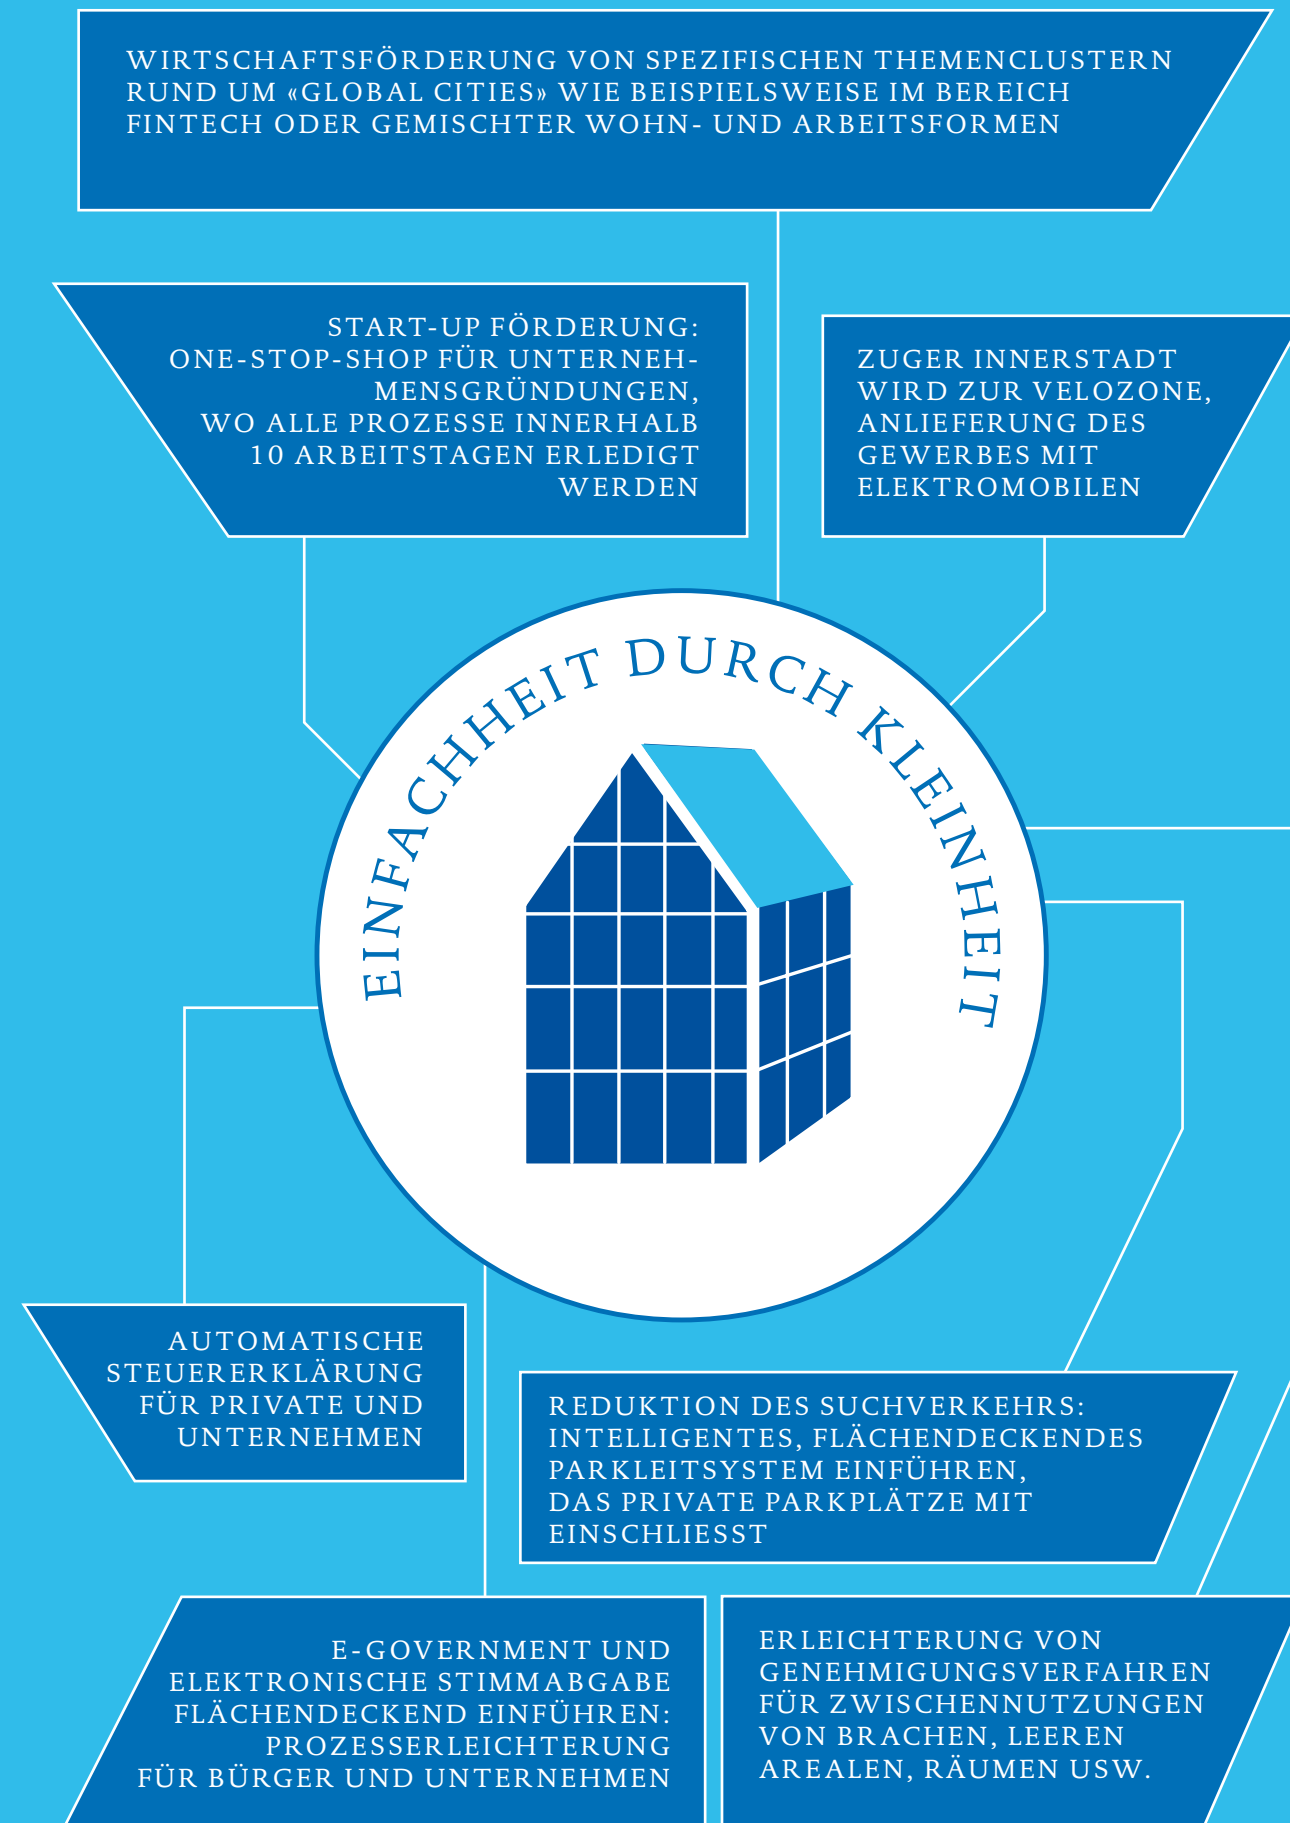 WIRTSCHAFTSFÖRDERUNG VON SPEZIFISCHEN THEMENCLUSTERN
RUND UM «GLOBAL CITIES» WIE BEISPIELSWEISE IM BEREICH
FINTECH ODER GEMISCHTER WOHN- UND ARBEITSFORMEN
START-UP FÖRDERUNG:
ONE-STOP-SHOP FÜR UNTERNEH-
MENSGRÜNDUNGEN,
WO ALLE PROZESSE INNERHALB
10 ARBEITSTAGEN ERLEDIGT
WERDEN
ZUGER INNERSTADT
WIRD ZUR VELOZONE,
ANLIEFERUNG DES
GEWERBES MIT
ELEKTROMOBILEN
EINFACHHEIT DURCH KLEINHEIT
AUTOMATISCHE
STEUERERKLÄRUNG
FÜR PRIVATE UND
UNTERNEHMEN
REDUKTION DES SUCHVERKEHRS:
INTELLIGENTES, FLÄCHENDECKENDES
PARKLEITSYSTEM EINFÜHREN,
DAS PRIVATE PARKPLÄTZE MIT
EINSCHLIESST
E-GOVERNMENT UND
ELEKTRONISCHE STIMMABGABE
FLÄCHENDECKEND EINFÜHREN:
PROZESSERLEICHTERUNG
FÜR BÜRGER UND UNTERNEHMEN
ERLEICHTERUNG VON
GENEHMIGUNGSVERFAHREN
FÜR ZWISCHENNUTZUNGEN
VON BRACHEN, LEEREN
AREALEN, RÄUMEN USW.